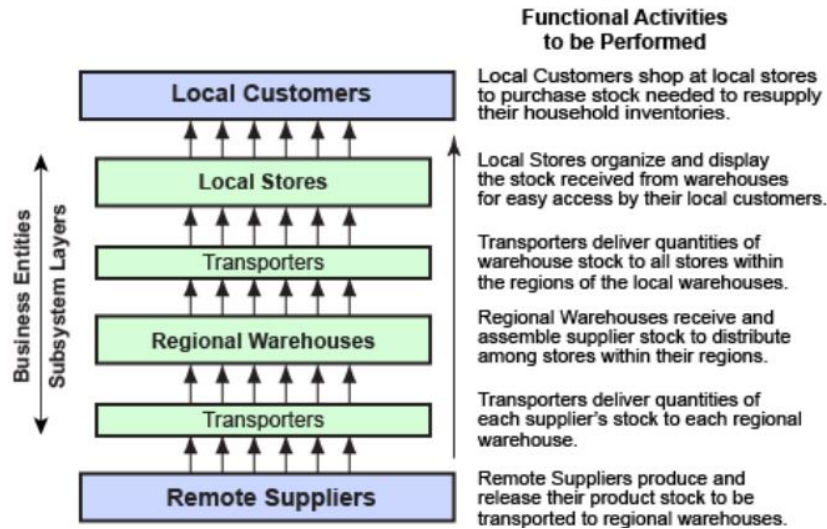 Functional Activities
to be Performed
Local Customers
Local Customers shop at local stores
to purchase stock needed to resupply
their household inventories.
Business Entities
Subsystem Layers
Local Stores
Local Stores organize and display
the stock received from warehouses
for easy access by their local customers.
Transporters
Transporters deliver quantities of
warehouse stock to all stores within
the regions of the local warehouses.
Regional Warehouses
Regional Warehouses receive and
assemble supplier stock to distribute
among stores within their regions.
Transporters
Transporters deliver quantities of
each supplier's stock to each regional
warehouse.
Remote Suppliers
Remote Suppliers produce and
release their product stock to be
transported to regional warehouses.